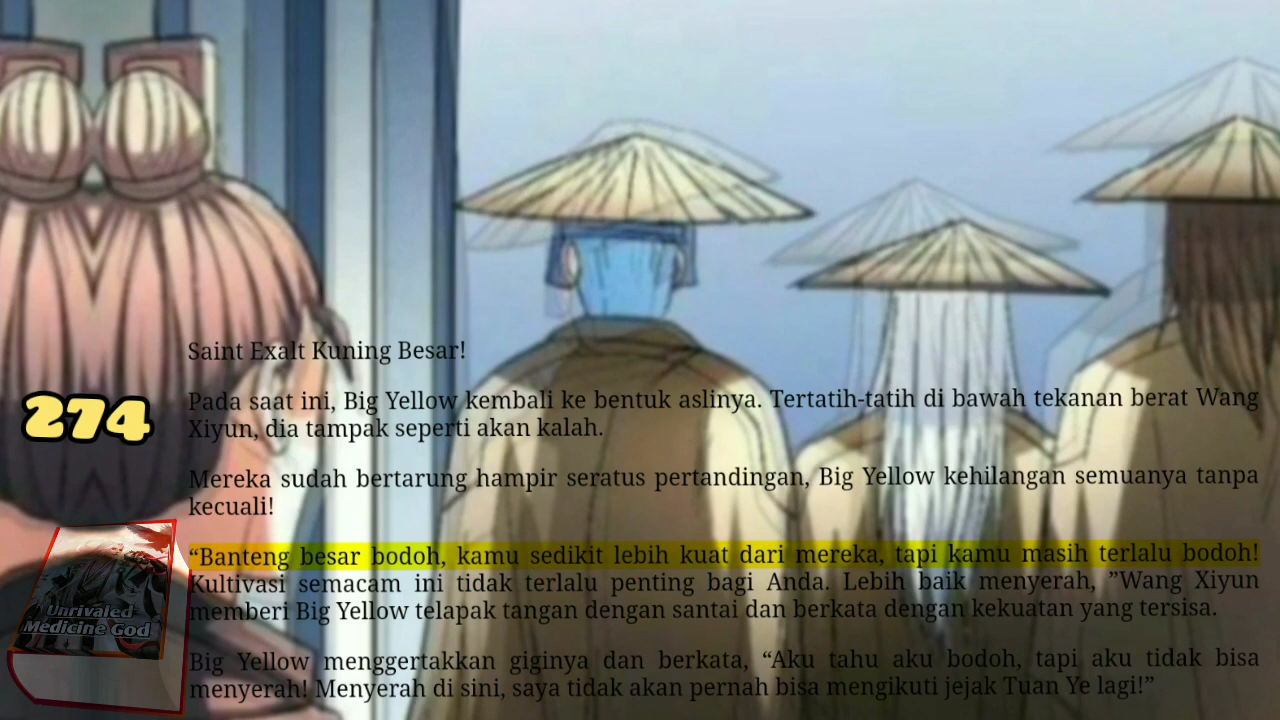 Saint Exalt Kuning Besar!
Pada saat ini, Big Yellow kembali ke bentuk aslinya. Tertatih-tatih di bawah tekanan berat Wang
Xiyun, dia tampak seperti akan kalah.
Mereka sudah bertarung hampir seratus pertandingan, Big Yellow kehilangan semuanya tanpa
kecuali!
“Banteng besar bodoh, kamu sedikit lebih kuat dari mereka, tapi kamu masih terlalu bodoh!
Kultivasi semacam ini tidak terlalu penting bagi Anda. Lebih baik menyerah, ”Wang Xiyun
memberi Big Yellow telapak tangan dengan santai dan berkata dengan kekuatan yang tersisa.
Big Yellow menggertakkan giginya dan berkata, “Aku tahu aku bodoh, tapi aku tidak bisa
menyerah! Menyerah di sini, saya tidak akan pernah bisa mengikuti jejak Tuan Ye lagi!”
274
Unrivaled
Medicine God